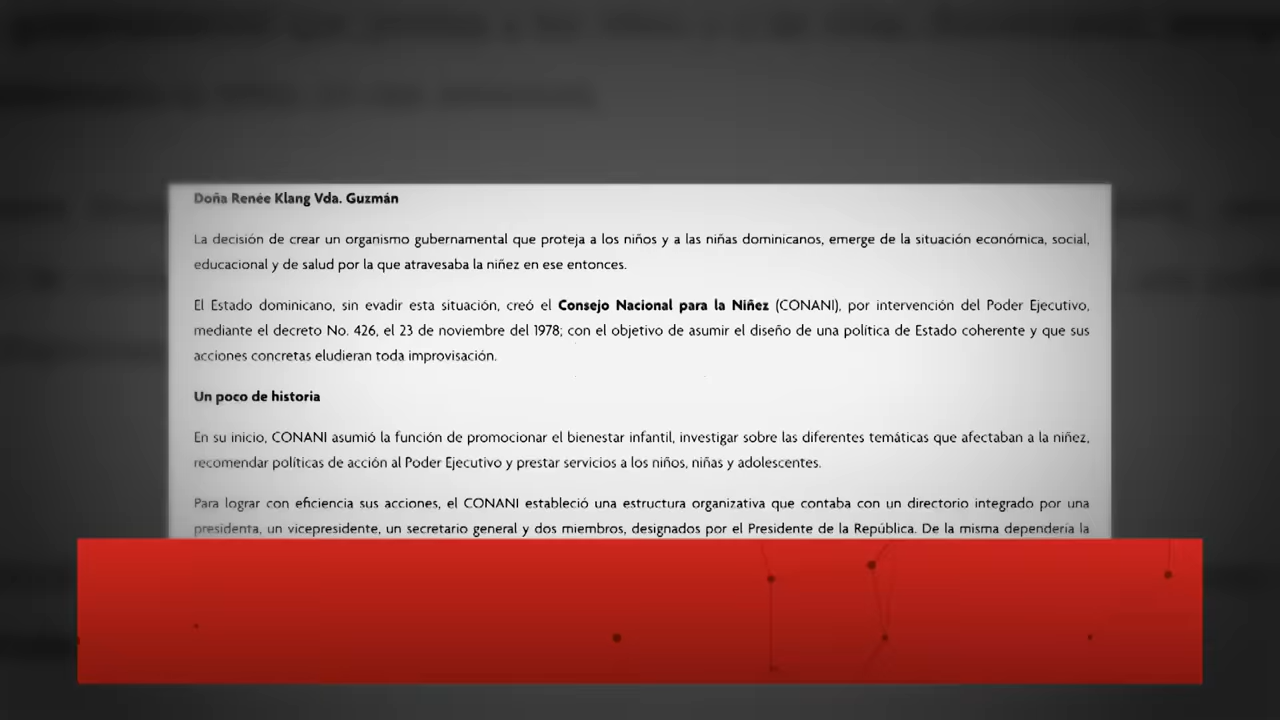 Doña Renée Klang Vda. Guzmán
La decisión de crear un organismo gubernamental que proteja a los niños y a las niñas dominicanos, emerge de la situación económica, social,
educacional y de salud por la que atravesaba la niñez en ese entonces.
El Estado dominicano, sin evadir esta situación, creó el Consejo Nacional para la Niñez (CONANI), por intervención del Poder Ejecutivo,
mediante el decreto No. 426, el 23 de noviembre del 1978; con el objetivo de asumir el diseño de una política de Estado coherente y que sus
acciones concretas eludieran toda improvisación.
Un poco de historia
En su inicio, CONANI asumió la función de promocionar el bienestar infantil, investigar sobre las diferentes temáticas que afectaban a la niñez,
recomendar políticas de acción al Poder Ejecutivo y prestar servicios a los niños, niñas y adolescentes.
Para lograr con eficiencia sus acciones, el CONANI estableció una estructura organizativa que contaba con un directorio integrado por una
presidenta, un vicepresidente, un secretario general y dos miembros, designados por el Presidente de la República. De la misma dependería la